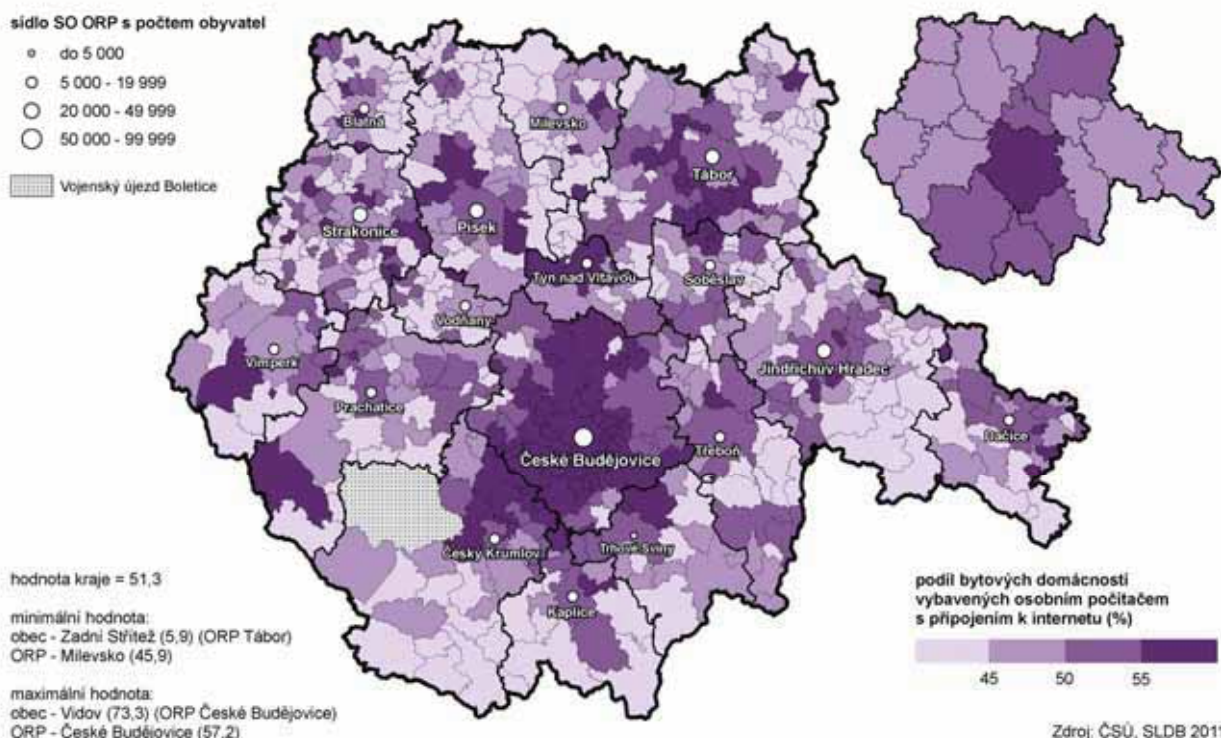 sídlo SO ORP s počtem obyvatel
do 5 000
5 000 - 19 999
20 000 - 49 999
50 000 - 99 999
Vojenský újezd Boletice
Blatná
Milevsko
Tábor
Strakonice
Písek
Týn nad Vltavou
Soběslav
Vodňany
Vimperk
Jindřichův Hradec
Prachatice
Dačice
České Budějovice
Třeboň
Český Krumlov
Trhové Sviny
Kaplice
hodnota kraje = 51,3
minimální hodnota:
obec - Zadní Střítež (5,9) (ORP Tábor)
ORP - Milevsko (45,9)
maximální hodnota:
obec - Vidov (73,3) (ORP České Budějovice)
ORP - České Budějovice (57,2)
podíl bytových domácností
vybavených osobním počítačem
s připojením k internetu (%)
45 50 55
Zdroj: ČSÚ, SLDB 2011